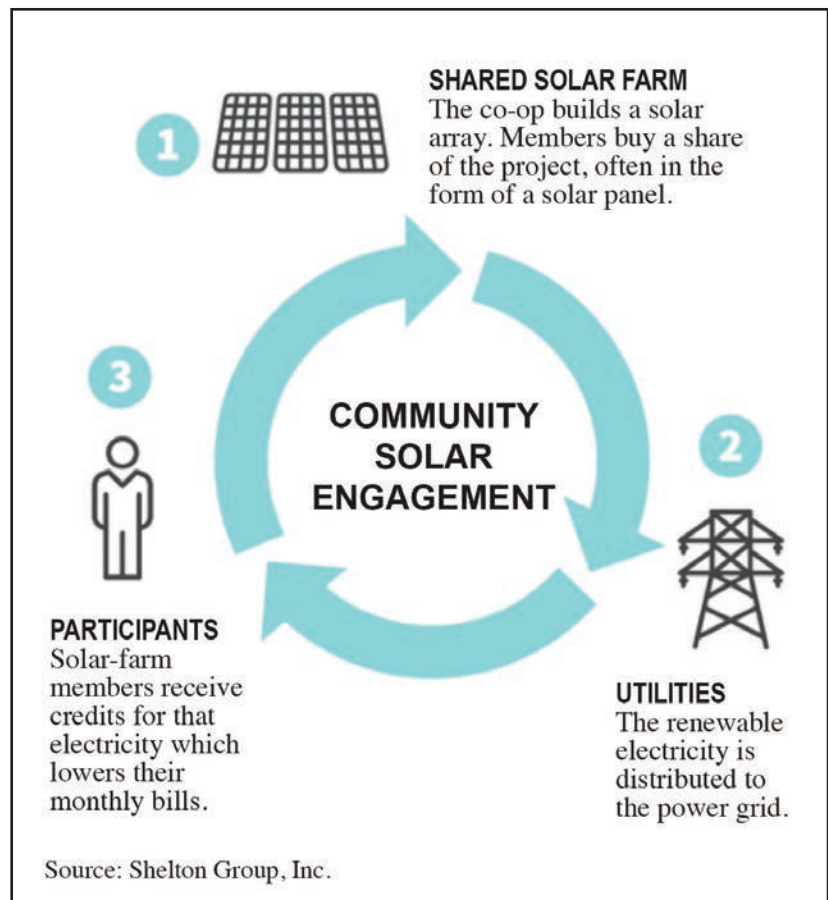 1
SHARED SOLAR FARM
The co-op builds a solar
array. Members buy a share
of the project, often in the
form of a solar panel.
COMMUNITY
SOLAR
ENGAGEMENT
2
UTILITIES
The renewable
electricity is
distributed to
the power grid.
3
PARTICIPANTS
Solar-farm
members receive
credits for that
electricity which
lowers their
monthly bills.
Source: Shelton Group, Inc.